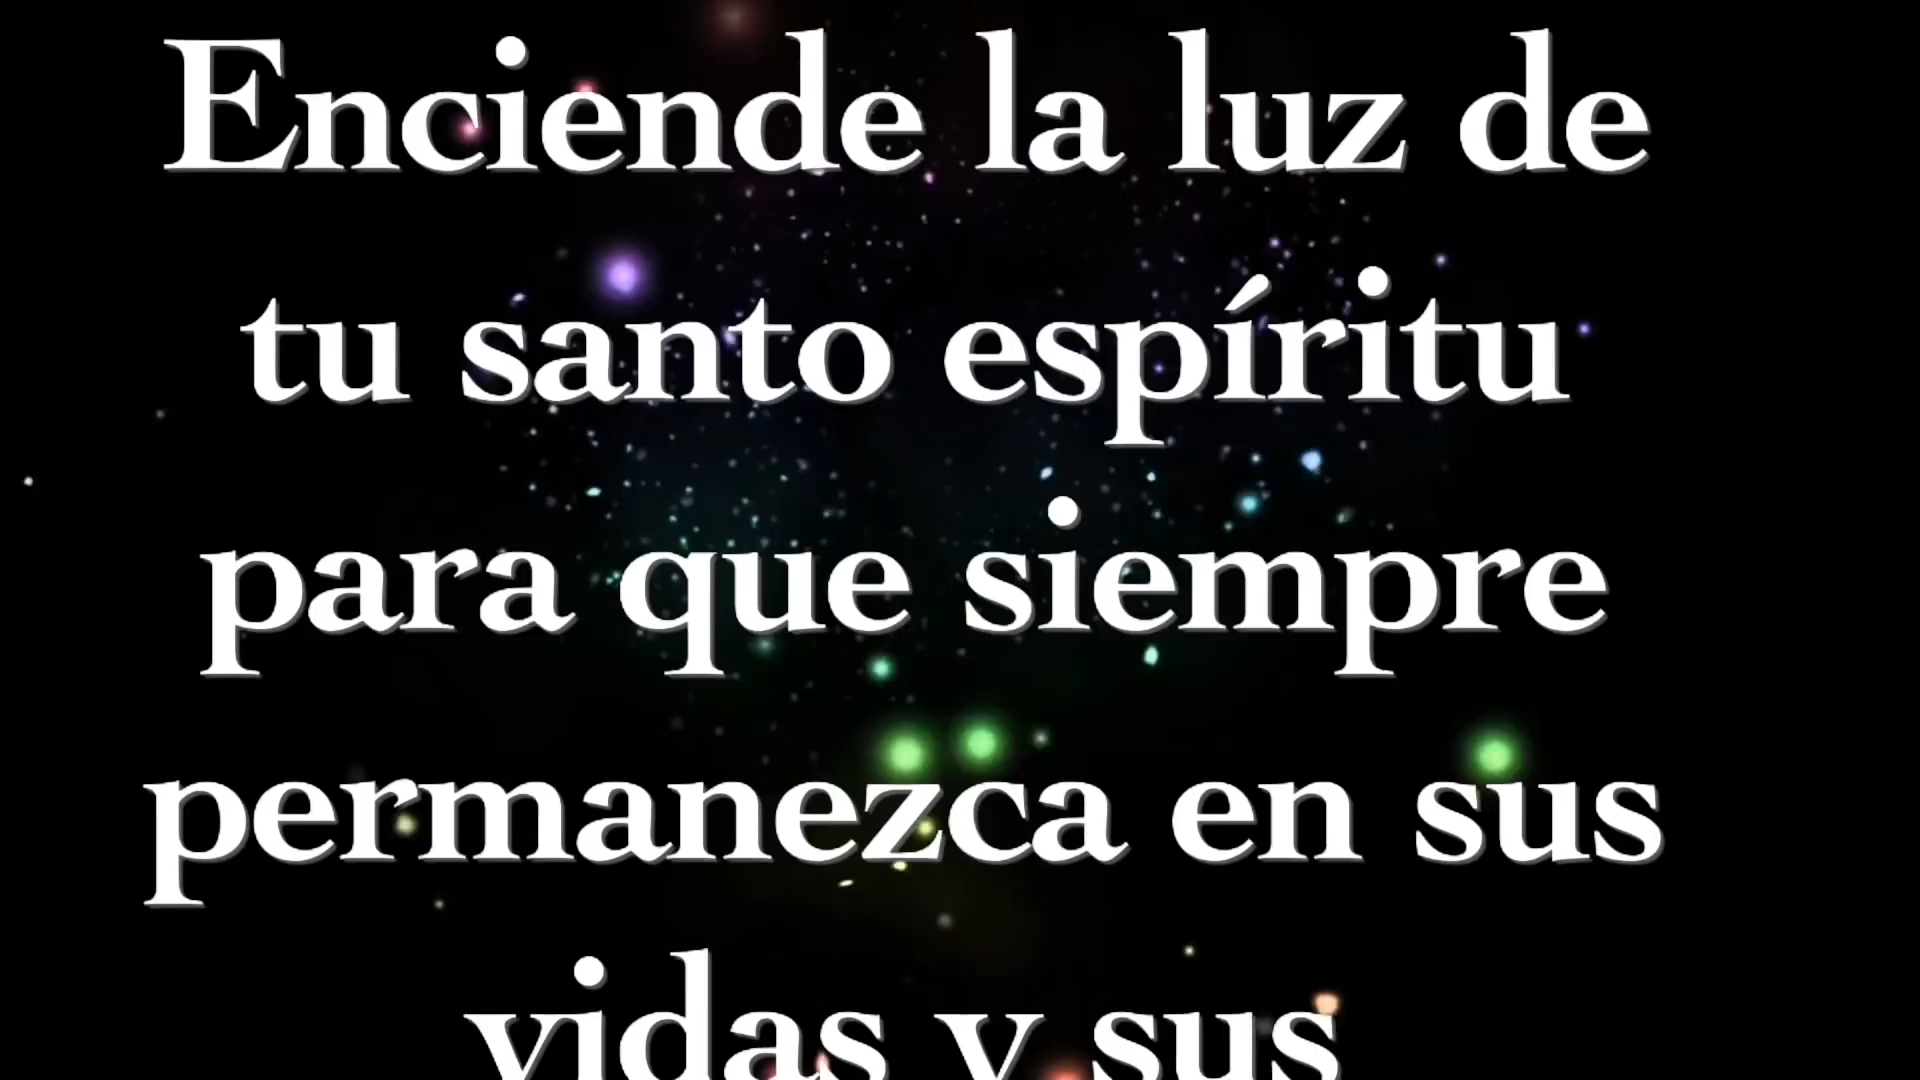 Enciende la luz de
tu santo espíritu
para que siempre
permanezca en sus
vidas y sus